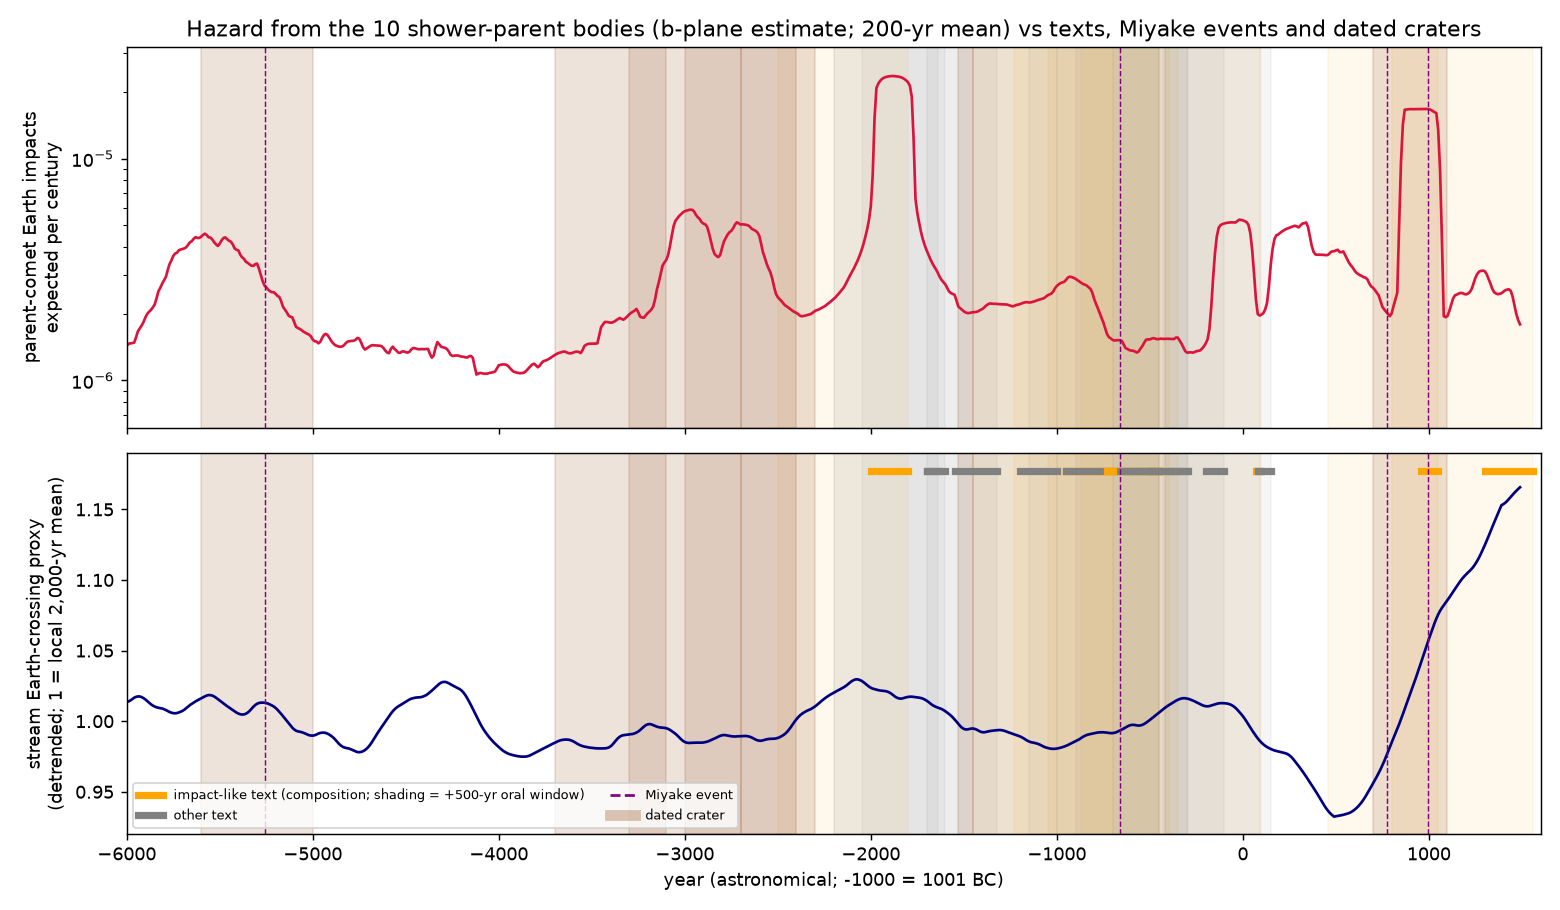 Hazard from the 10 shower-parent bodies (b-plane estimate; 200-yr mean) vs texts, Miyake events and dated craters
parent-comet Earth impacts
expected per century
10⁻⁵
10⁻⁶
stream Earth-crossing proxy
(detrended; 1 = local 2,000-yr mean)
1.15
1.10
1.05
1.00
0.95
impact-like text (composition; shading = +500-yr oral window)
other text
Miyake event
dated crater
−6000
−5000
−4000
−3000
−2000
−1000
0
1000
year (astronomical; -1000 = 1001 BC)